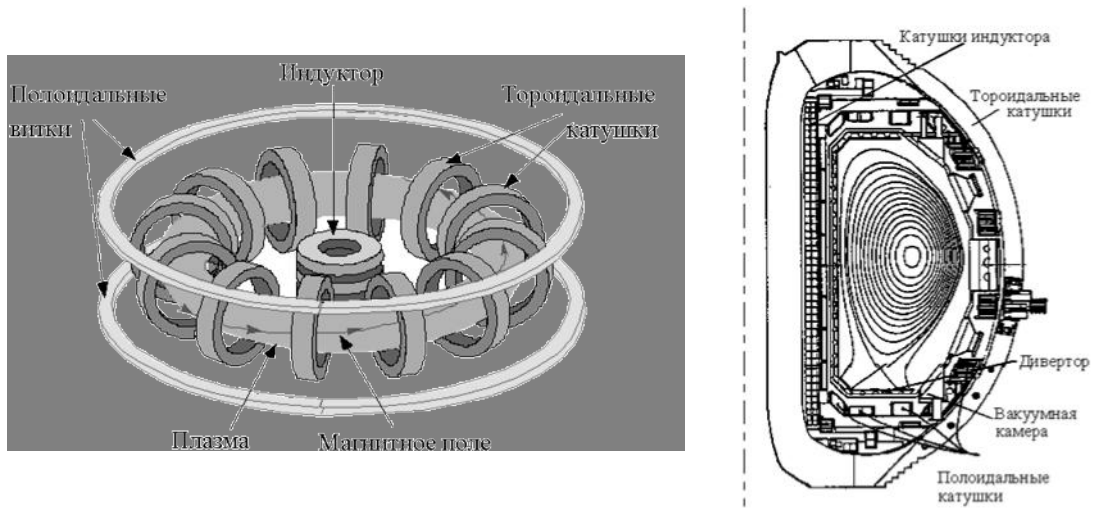 Индуктор
Полоидальные
витки
Тороидальные
катушки
Плазма
Магнитное поле
Катушки индуктора
Тороидальные
катушки
Дивертор
Вакуумная
камера
Полоидальные
катушки